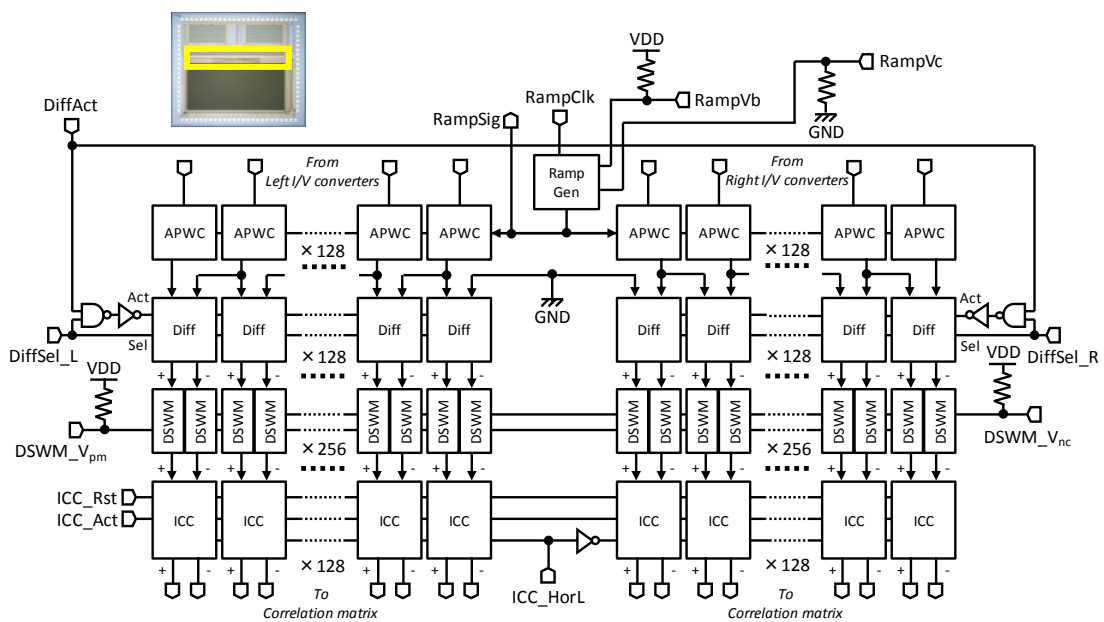 DiffAct
VDD
RampVc
RampClk
RampVb
RampSig
GND
From
Left I/V converters
Ramp
Gen
From
Right I/V converters
APWC APWC APWC APWC APWC APWC APWC APWC
×128 ×128
GND
Act Act
Diff Diff Diff Diff Diff Diff Diff Diff
DiffSel_L Sel Sel DiffSel_R
×128 ×128
VDD VDD
+ - + - + - + - + - + - + - + -
DSWM DSWM DSWM DSWM DSWM DSWM DSWM DSWM DSWM DSWM DSWM DSWM DSWM DSWM DSWM DSWM
DSWM_Vpm DSWM_Vnc
×256 ×256
+ - + - + - + - + - + - + - + -
ICC_Rst
ICC_Act
ICC ICC ICC ICC ICC ICC ICC ICC
×128 ×128
+ - + - + - + - + - + - + - + -
ICC_HorL
To
Correlation matrix
To
Correlation matrix